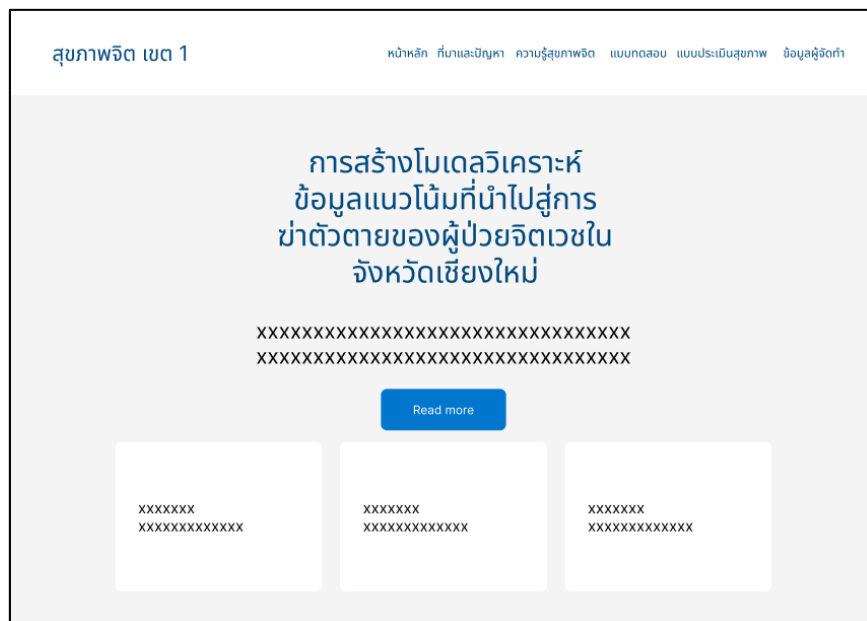 สุขภาพจิต เขต 1
หน้าหลัก ที่มาและปัญหา ความรู้สุขภาพจิต แบบทดสอบ แบบประเมินสุขภาพ ข้อมูลผู้จัดทำ
การสร้างโมเดลวิเคราะห์
ข้อมูลแนวโน้มที่นำไปสู่การ
ฆ่าตัวตายของผู้ป่วยจิตเวชใน
จังหวัดเชียงใหม่
xxxxxxxxxxxxxxxxxxxxxxxxxxxxxxxxx
xxxxxxxxxxxxxxxxxxxxxxxxxxxxxxxxx
Read more
xxxxxxx
xxxxxxxxxxxxx
xxxxxxx
xxxxxxxxxxxxx
xxxxxxx
xxxxxxxxxxxxx